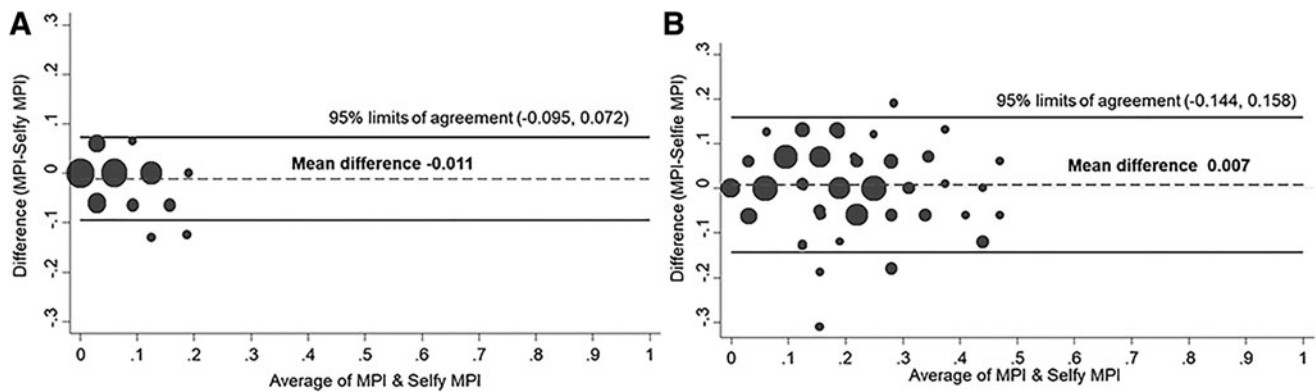 A
Difference (MPI-Selfy MPI)
.3
.2
.1
0
-.1
-.2
-.3
95% limits of agreement (-0.095, 0.072)
Mean difference -0.011
0 .1 .2 .3 .4 .5 .6 .7 .8 .9 1
Average of MPI & Selfy MPI
B
Difference (MPI-Selfie MPI)
.3
.2
.1
0
-.1
-.2
-.3
95% limits of agreement (-0.144, 0.158)
Mean difference 0.007
0 .1 .2 .3 .4 .5 .6 .7 .8 .9 1
Average of MPI & Selfy MPI